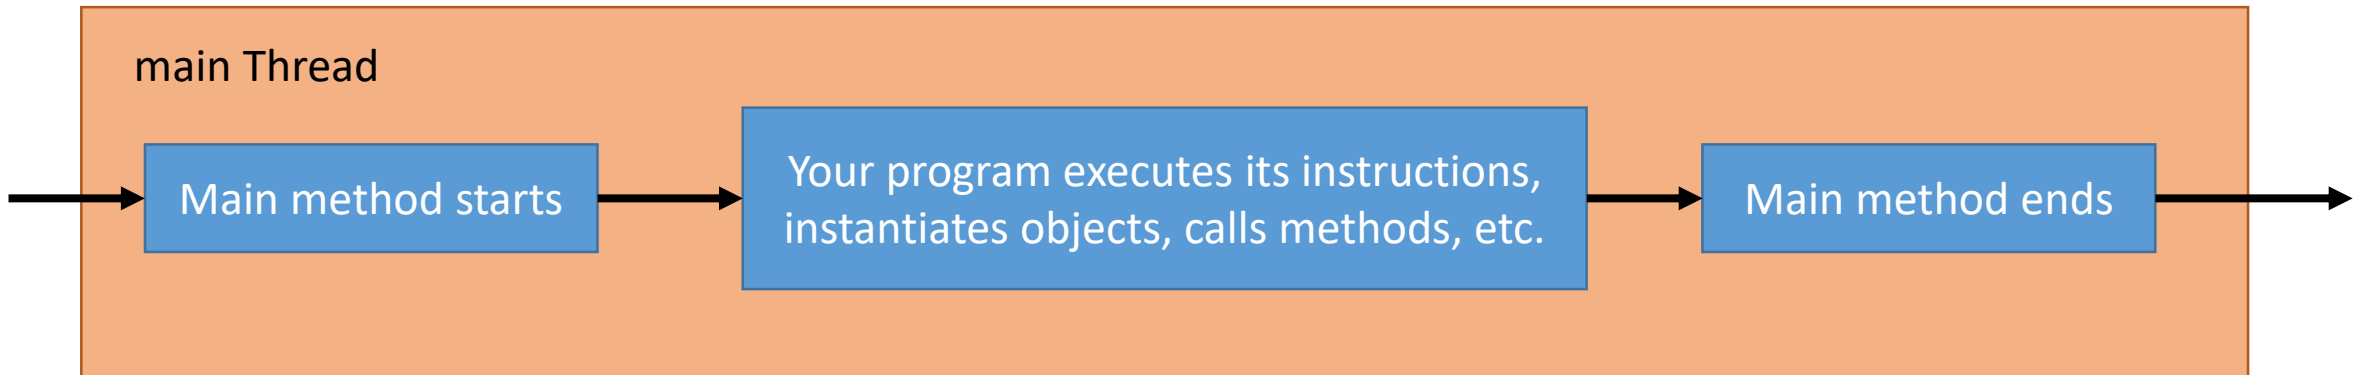 main Thread
Main method starts
Your program executes its instructions,
instantiates objects, calls methods, etc.
Main method ends